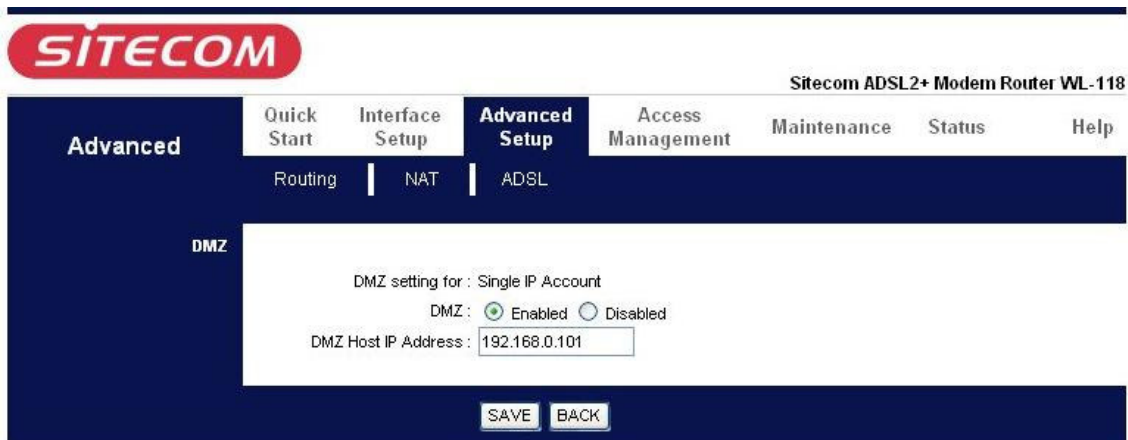 SITECOM
Sitecom ADSL2+ Modem Router WL-118
Advanced
Quick Start
Interface Setup
Advanced Setup
Access Management
Maintenance
Status
Help
Routing
NAT
ADSL
DMZ
DMZ setting for : Single IP Account
DMZ : Enabled Disabled
DMZ Host IP Address : 192.168.0.101
SAVE BACK